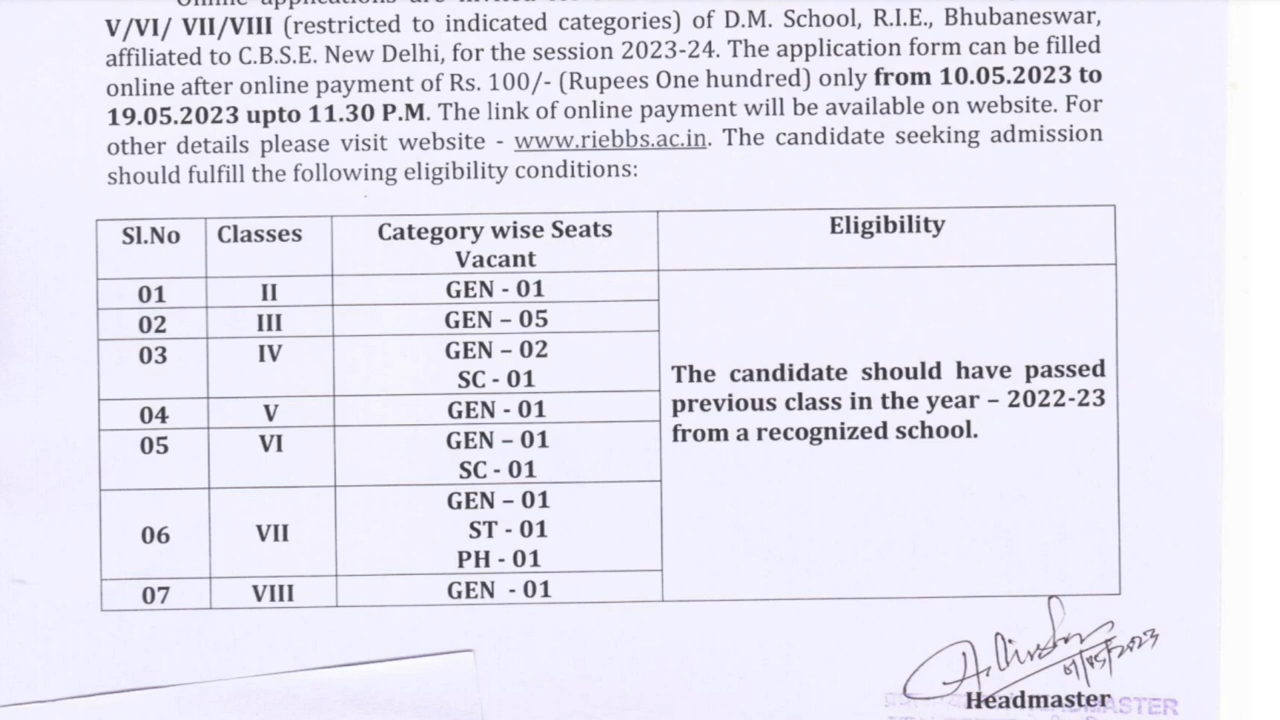 Online applications are invited
V/VI/ VII/VIII (restricted to indicated categories) of D.M. School, R.I.E., Bhubaneswar,
affiliated to C.B.S.E. New Delhi, for the session 2023-24. The application form can be filled
online after online payment of Rs. 100/- (Rupees One hundred) only from 10.05.2023 to
19.05.2023 upto 11.30 P.M. The link of online payment will be available on website. For
other details please visit website - www.riebbs.ac.in. The candidate seeking admission
should fulfill the following eligibility conditions:
Sl.No Classes Category wise Seats Vacant Eligibility
01 II GEN - 01
02 III GEN – 05
03 IV GEN – 02
SC - 01
The candidate should have passed
previous class in the year – 2022-23
from a recognized school.
04 V GEN - 01
05 VI GEN – 01
SC - 01
GEN – 01
06 VII ST - 01
PH - 01
07 VIII GEN - 01
Headmaster